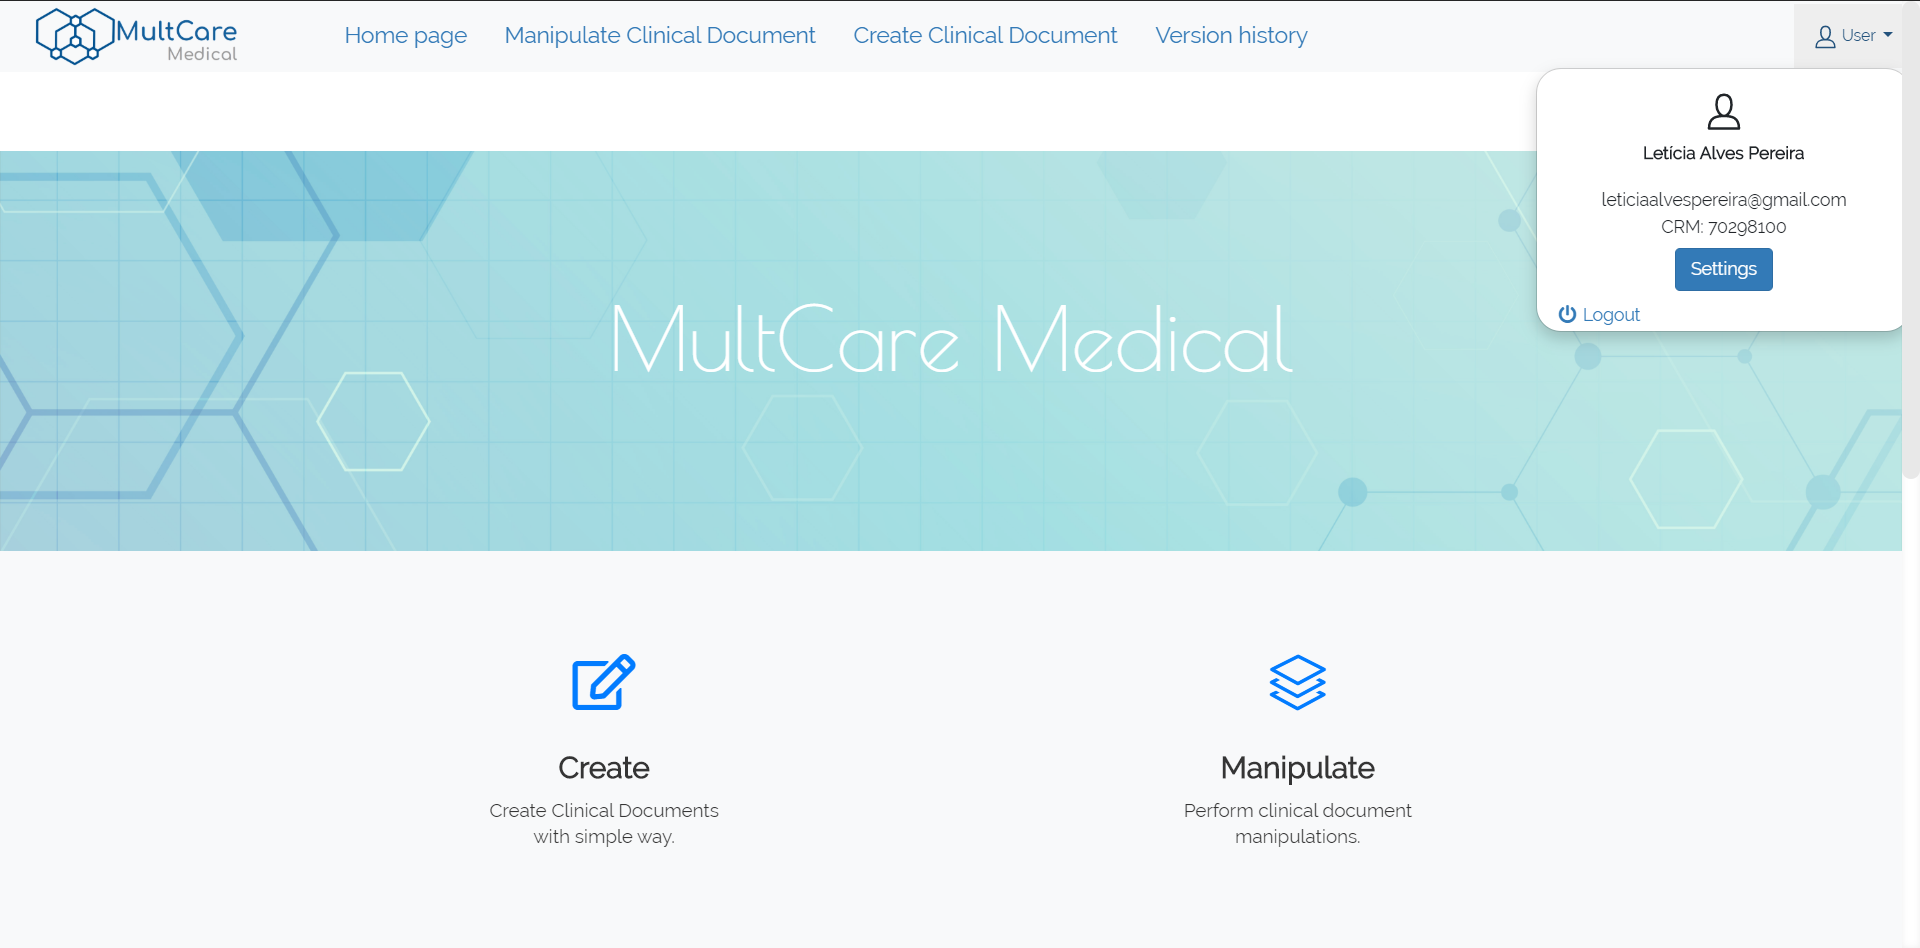 MultCare
Medical
Home page
Manipulate Clinical Document
Create Clinical Document
Version history
User
Letícia Alves Pereira
leticiaalvespereira@gmail.com
CRM: 70298100
Settings
Logout
MultCare Medical
Create
Create Clinical Documents
with simple way.
Manipulate
Perform clinical document
manipulations.